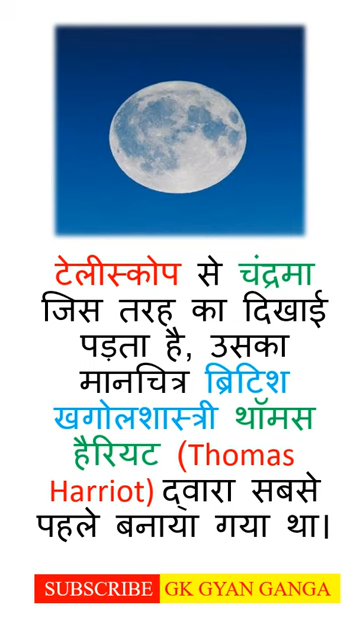 टेलीस्कोप से चंद्रमा
जिस तरह का दिखाई
पड़ता है, उसका
मानचित्र ब्रिटिश
खगोलशास्त्री थॉमस
हैरियट (Thomas
Harriot) द्वारा सबसे
पहले बनाया गया था।
SUBSCRIBE GK GYAN GANGA